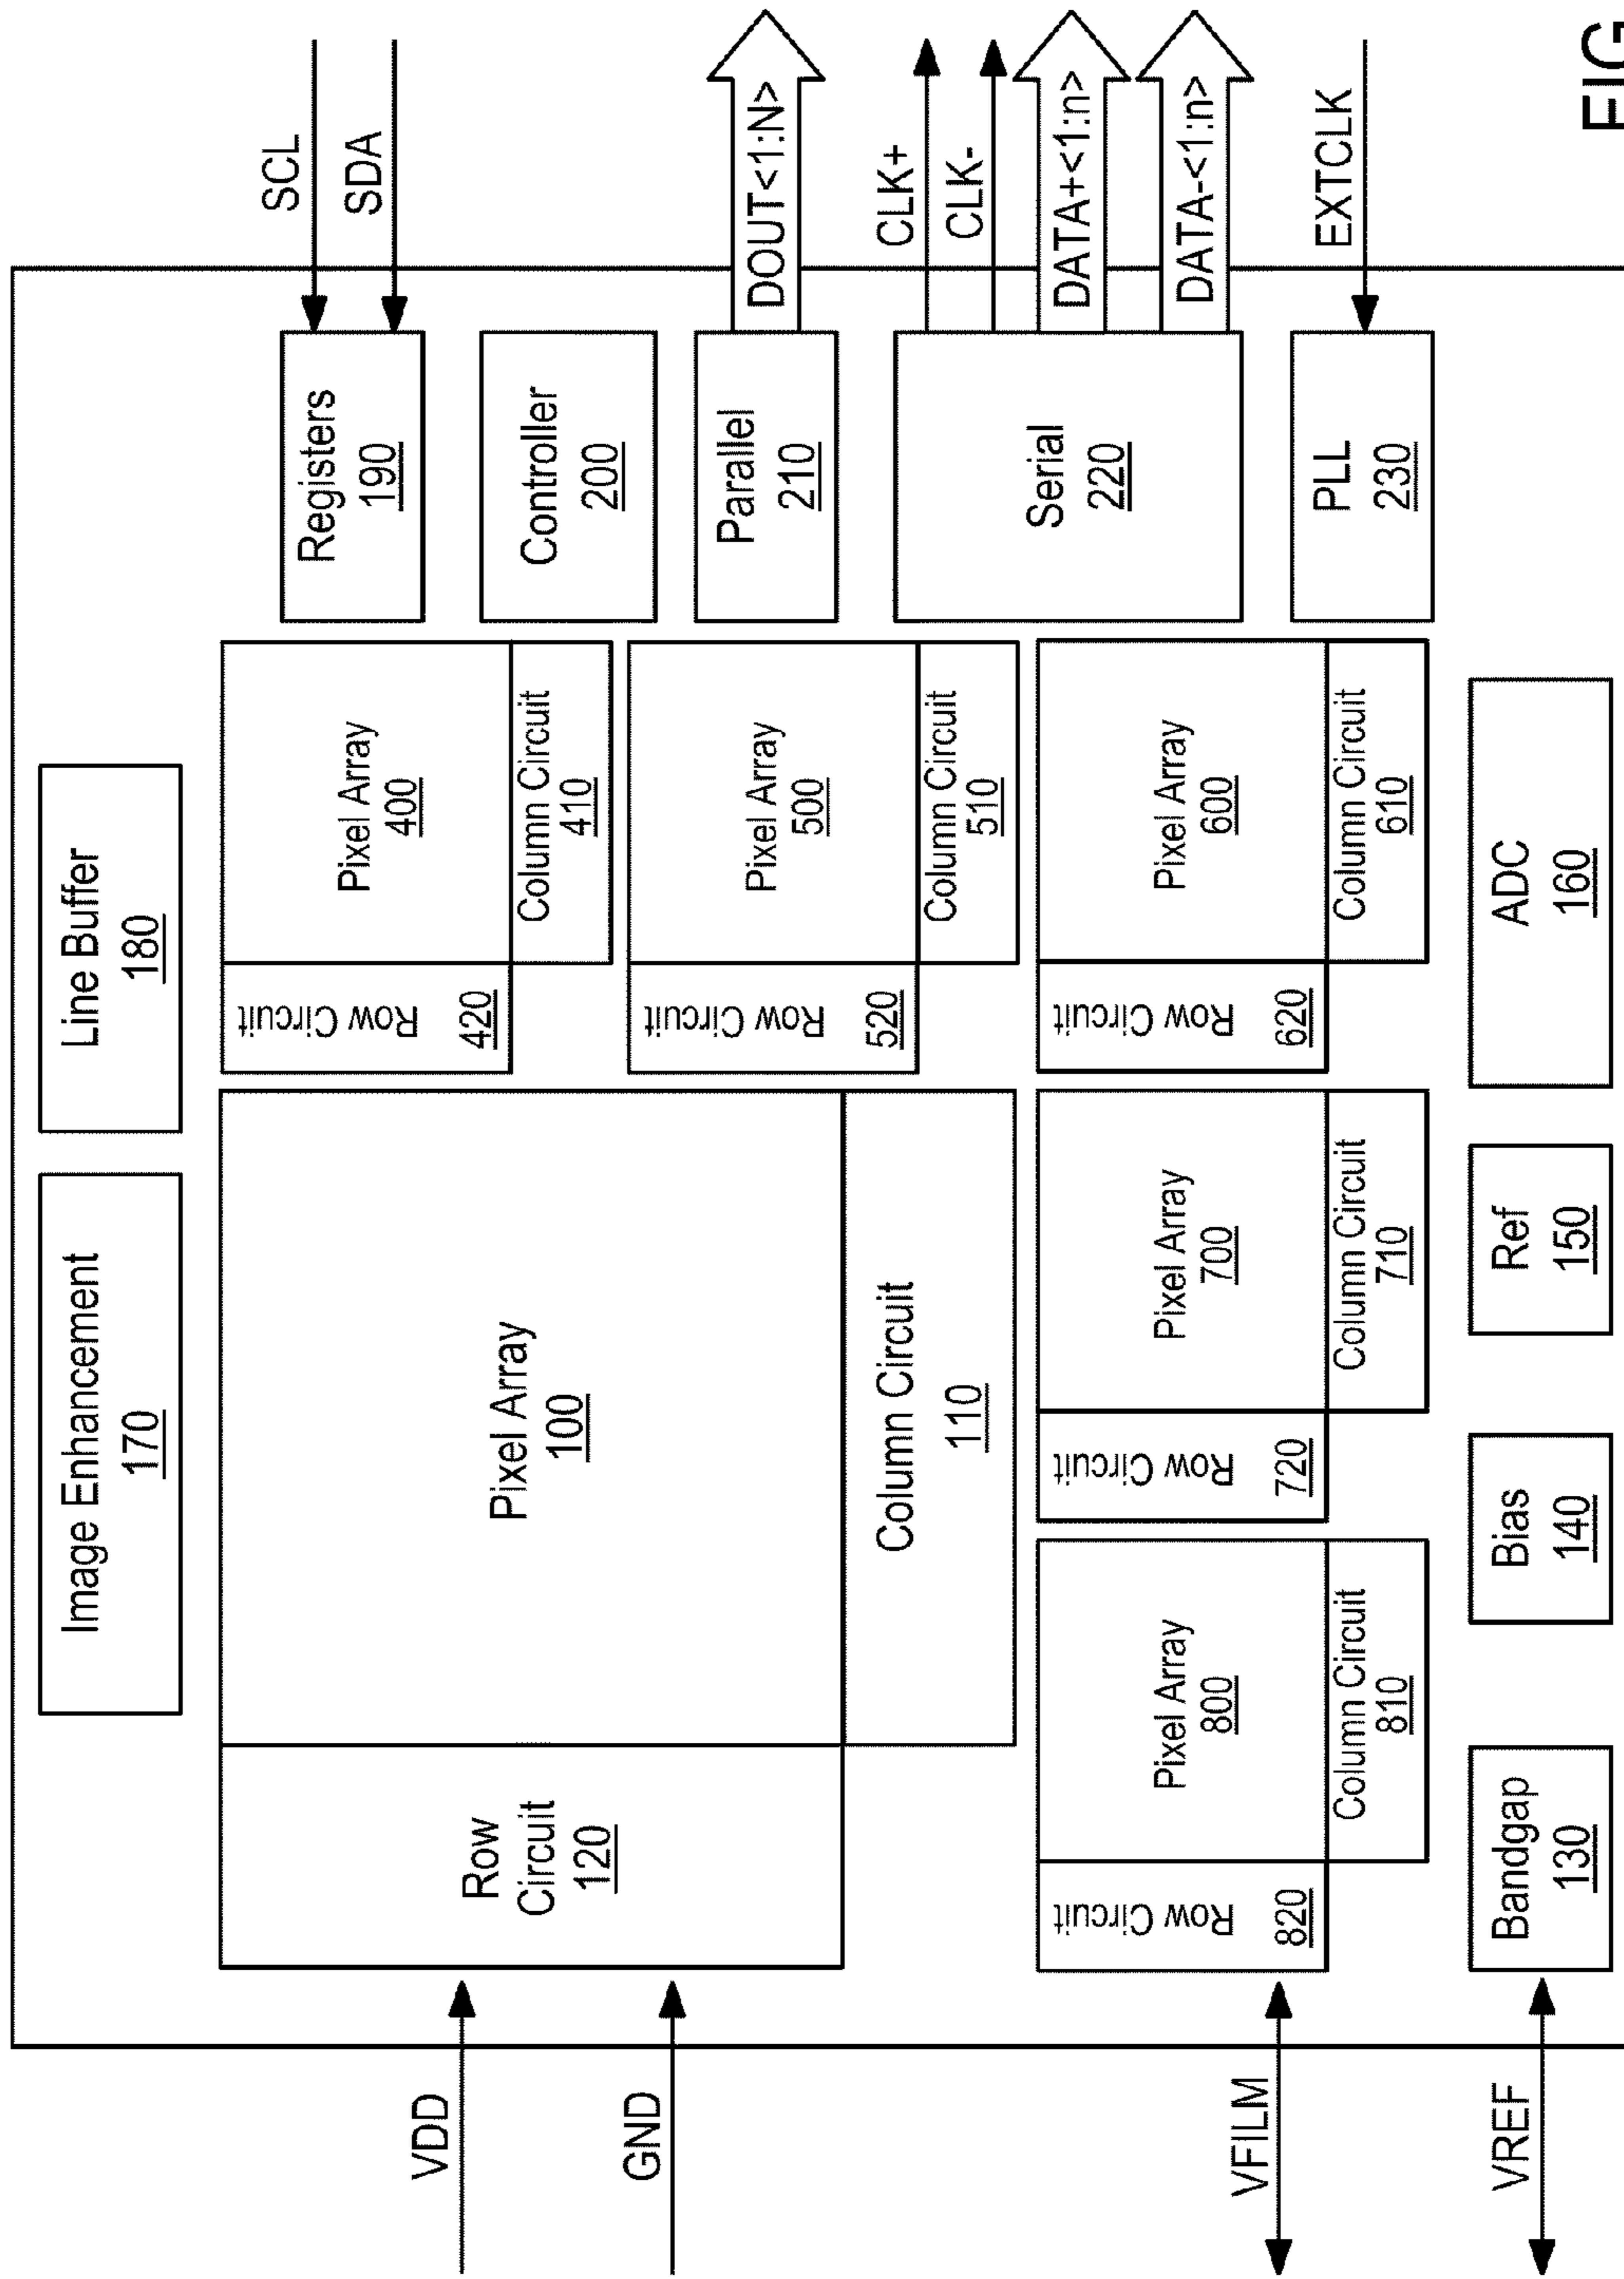 Image Enhancement
170
Line Buffer
180
VDD
GND
VFILM
VREF
Row
Circuit
120
Pixel Array
100
Column Circuit
110
Row Circuit
420
Pixel Array
400
Column Circuit
410
Row Circuit
520
Pixel Array
500
Column Circuit
510
Row Circuit
820
Pixel Array
800
Column Circuit
810
Row Circuit
720
Pixel Array
700
Column Circuit
710
Row Circuit
620
Pixel Array
600
Column Circuit
610
Bandgap
130
Bias
140
Ref
150
ADC
160
Registers
190
Controller
200
Parallel
210
Serial
220
PLL
230
SCL
SDA
DOUT<1:N>
CLK+
CLK-
DATA+<1:n>
DATA-<1:n>
EXTCLK